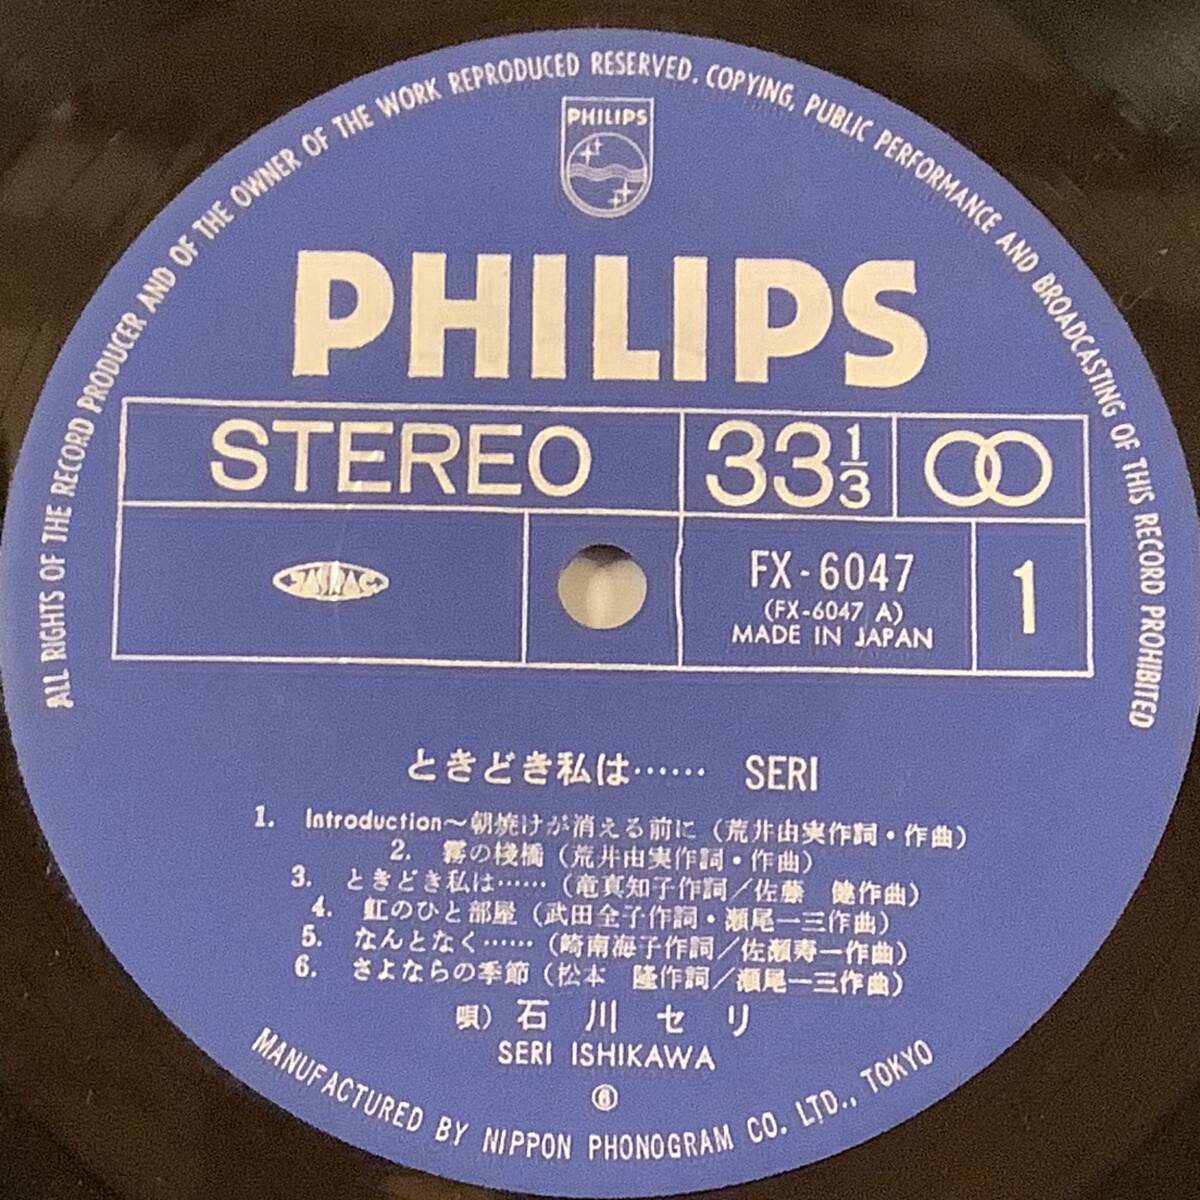 ALL RIGHTS OF THE RECORD PRODUCER AND OF THE OWNER OF THE WORK REPRODUCED RESERVED. COPYING, PUBLIC PERFORMANCE AND BROADCASTING OF THIS RECORD PROHIBITED
PHILIPS
PHILIPS
STEREO 33 1/3
JASRAC
FX-6047
(FX-6047 A)
MADE IN JAPAN
1
ときどき私は…… SERI
1. Introduction～朝焼けが消える前に（荒井由実作詞・作曲）
2. 霧の棧橋（荒井由実作詞・作曲）
3. ときどき私は……（竜真知子作詞／佐藤 健作曲）
4. 虹のひと部屋（武田全子作詞・瀬尾一三作曲）
5. なんとなく……（崎南海子作詞／佐瀬寿一作曲）
6. さよならの季節（松本 隆作詞／瀬尾一三作曲）
唄）石川セリ
SERI ISHIKAWA
⑥
MANUFACTURED BY NIPPON PHONOGRAM CO. LTD., TOKYO